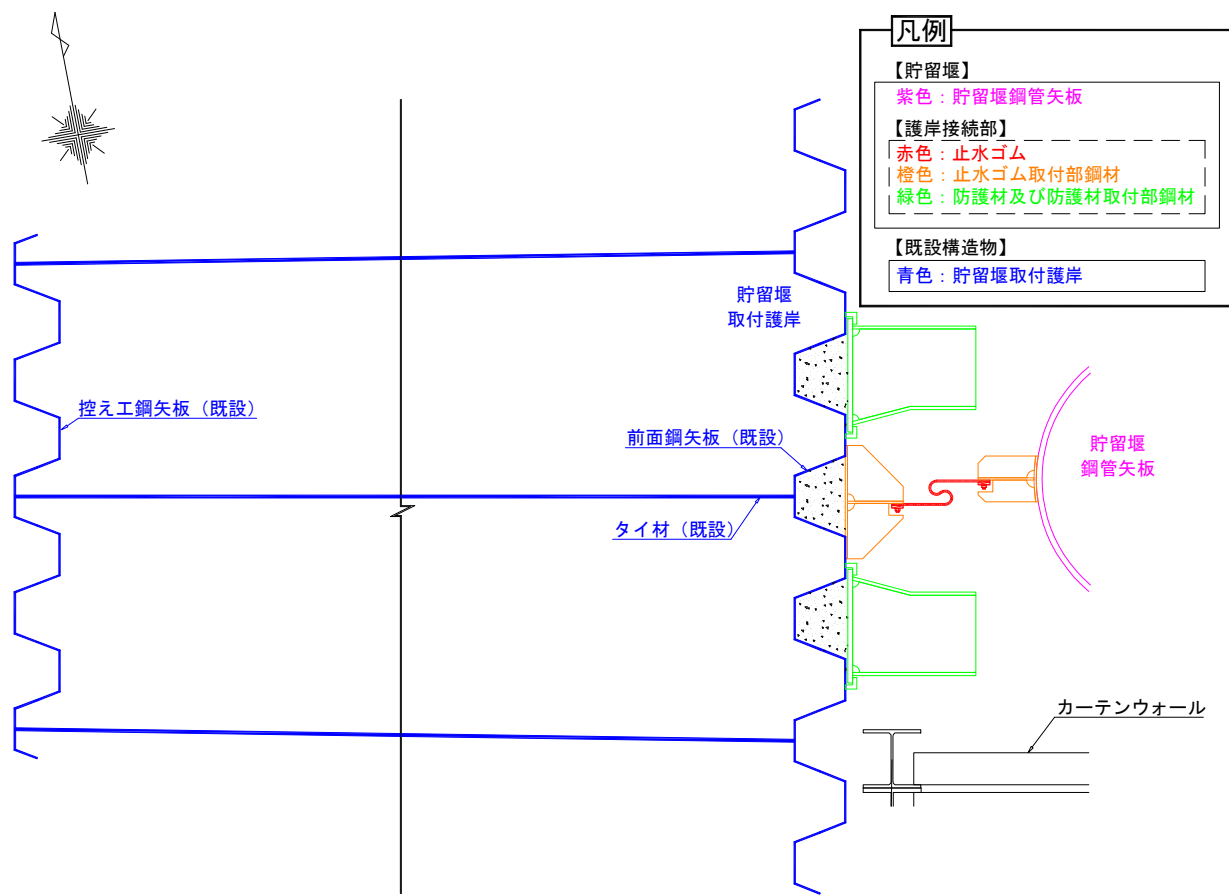 凡例
【貯留堰】
紫色：貯留堰鋼管矢板
【護岸接続部】
赤色：止水ゴム
橙色：止水ゴム取付部鋼材
緑色：防護材及び防護材取付部鋼材
【既設構造物】
青色：貯留堰取付護岸
貯留堰
取付護岸
控え工鋼矢板（既設）
前面鋼矢板（既設）
貯留堰
鋼管矢板
タイ材（既設）
カーテンウォール